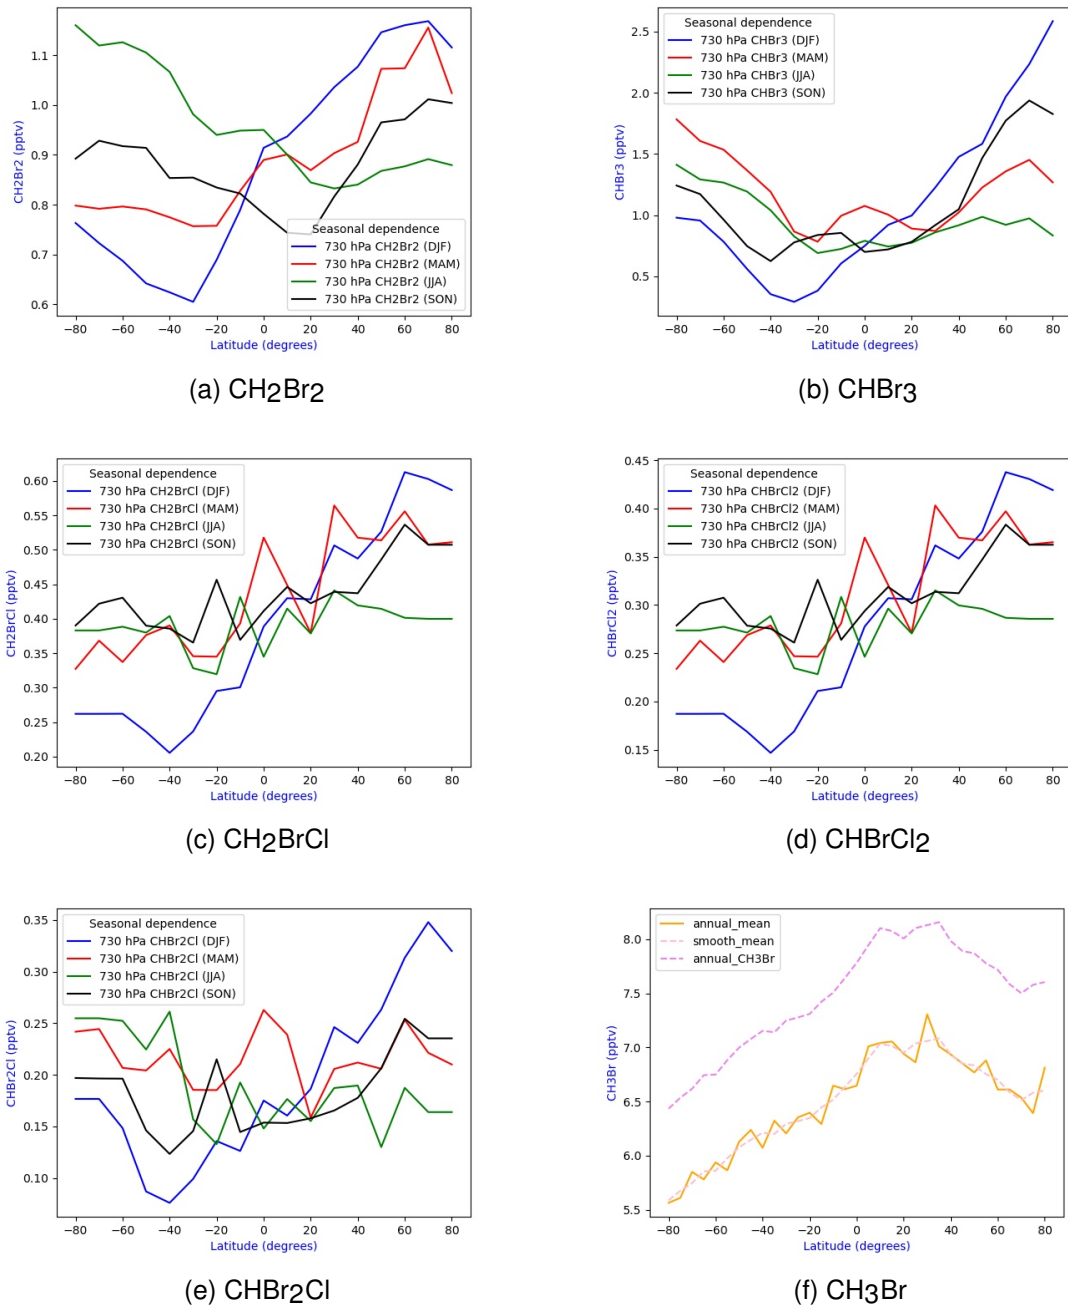 1.1
1.0
0.9
0.8
0.7
0.6
CH2Br2 (pptv)
730 hPa CH2Br2 (DJF)
730 hPa CH2Br2 (MAM)
730 hPa CH2Br2 (JJA)
730 hPa CH2Br2 (SON)
Seasonal dependence
−80 −60 −40 −20 0 20 40 60 80
Latitude (degrees)
(a) CH2Br2
2.5
2.0
1.5
1.0
0.5
CHBr3 (pptv)
Seasonal dependence
730 hPa CHBr3 (DJF)
730 hPa CHBr3 (MAM)
730 hPa CHBr3 (JJA)
730 hPa CHBr3 (SON)
−80 −60 −40 −20 0 20 40 60 80
Latitude (degrees)
(b) CHBr3
0.60
0.55
0.50
0.45
0.40
0.35
0.30
0.25
0.20
CH2BrCl (pptv)
Seasonal dependence
730 hPa CH2BrCl (DJF)
730 hPa CH2BrCl (MAM)
730 hPa CH2BrCl (JJA)
730 hPa CH2BrCl (SON)
−80 −60 −40 −20 0 20 40 60 80
Latitude (degrees)
(c) CH2BrCl
0.45
0.40
0.35
0.30
0.25
0.20
0.15
CHBrCl2 (pptv)
Seasonal dependence
730 hPa CHBrCl2 (DJF)
730 hPa CHBrCl2 (MAM)
730 hPa CHBrCl2 (JJA)
730 hPa CHBrCl2 (SON)
−80 −60 −40 −20 0 20 40 60 80
Latitude (degrees)
(d) CHBrCl2
0.35
0.30
0.25
0.20
0.15
0.10
CHBr2Cl (pptv)
Seasonal dependence
730 hPa CHBr2Cl (DJF)
730 hPa CHBr2Cl (MAM)
730 hPa CHBr2Cl (JJA)
730 hPa CHBr2Cl (SON)
−80 −60 −40 −20 0 20 40 60 80
Latitude (degrees)
(e) CHBr2Cl
8.0
7.5
7.0
6.5
6.0
5.5
CH3Br (pptv)
annual_mean
smooth_mean
annual_CH3Br
−80 −60 −40 −20 0 20 40 60 80
Latitude (degrees)
(f) CH3Br